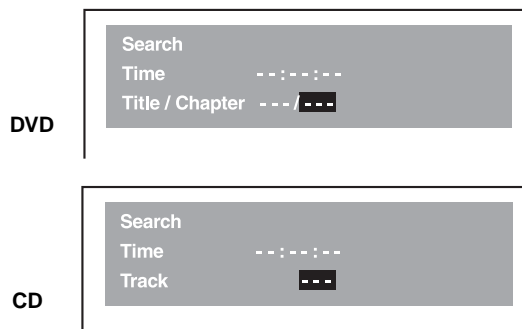 Search
Time --:--:--
Title / Chapter ---/---
DVD
Search
Time --:--:--
Track ---
CD